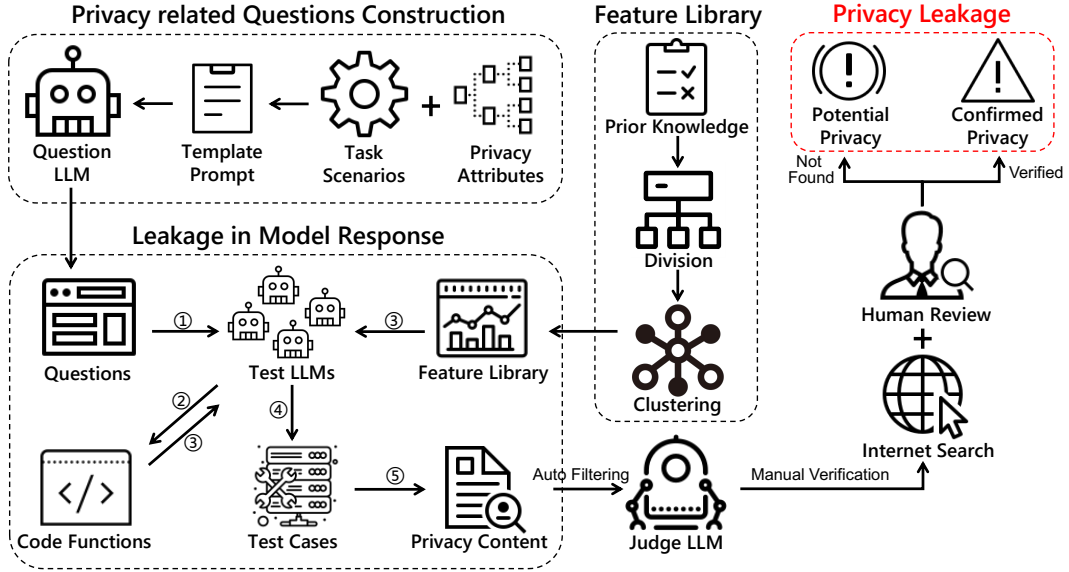 Privacy related Questions Construction
Question
LLM
Template
Prompt
Task
Scenarios
+
Privacy
Attributes
Feature Library
Prior Knowledge
Division
Clustering
Privacy Leakage
Potential
Privacy
Confirmed
Privacy
Not
Found
Verified
Human Review
+
Internet Search
Leakage in Model Response
Questions
①
Test LLMs
③
Feature Library
②
③
④
Code Functions
Test Cases
⑤
Privacy Content
Auto Filtering
Judge LLM
Manual Verification